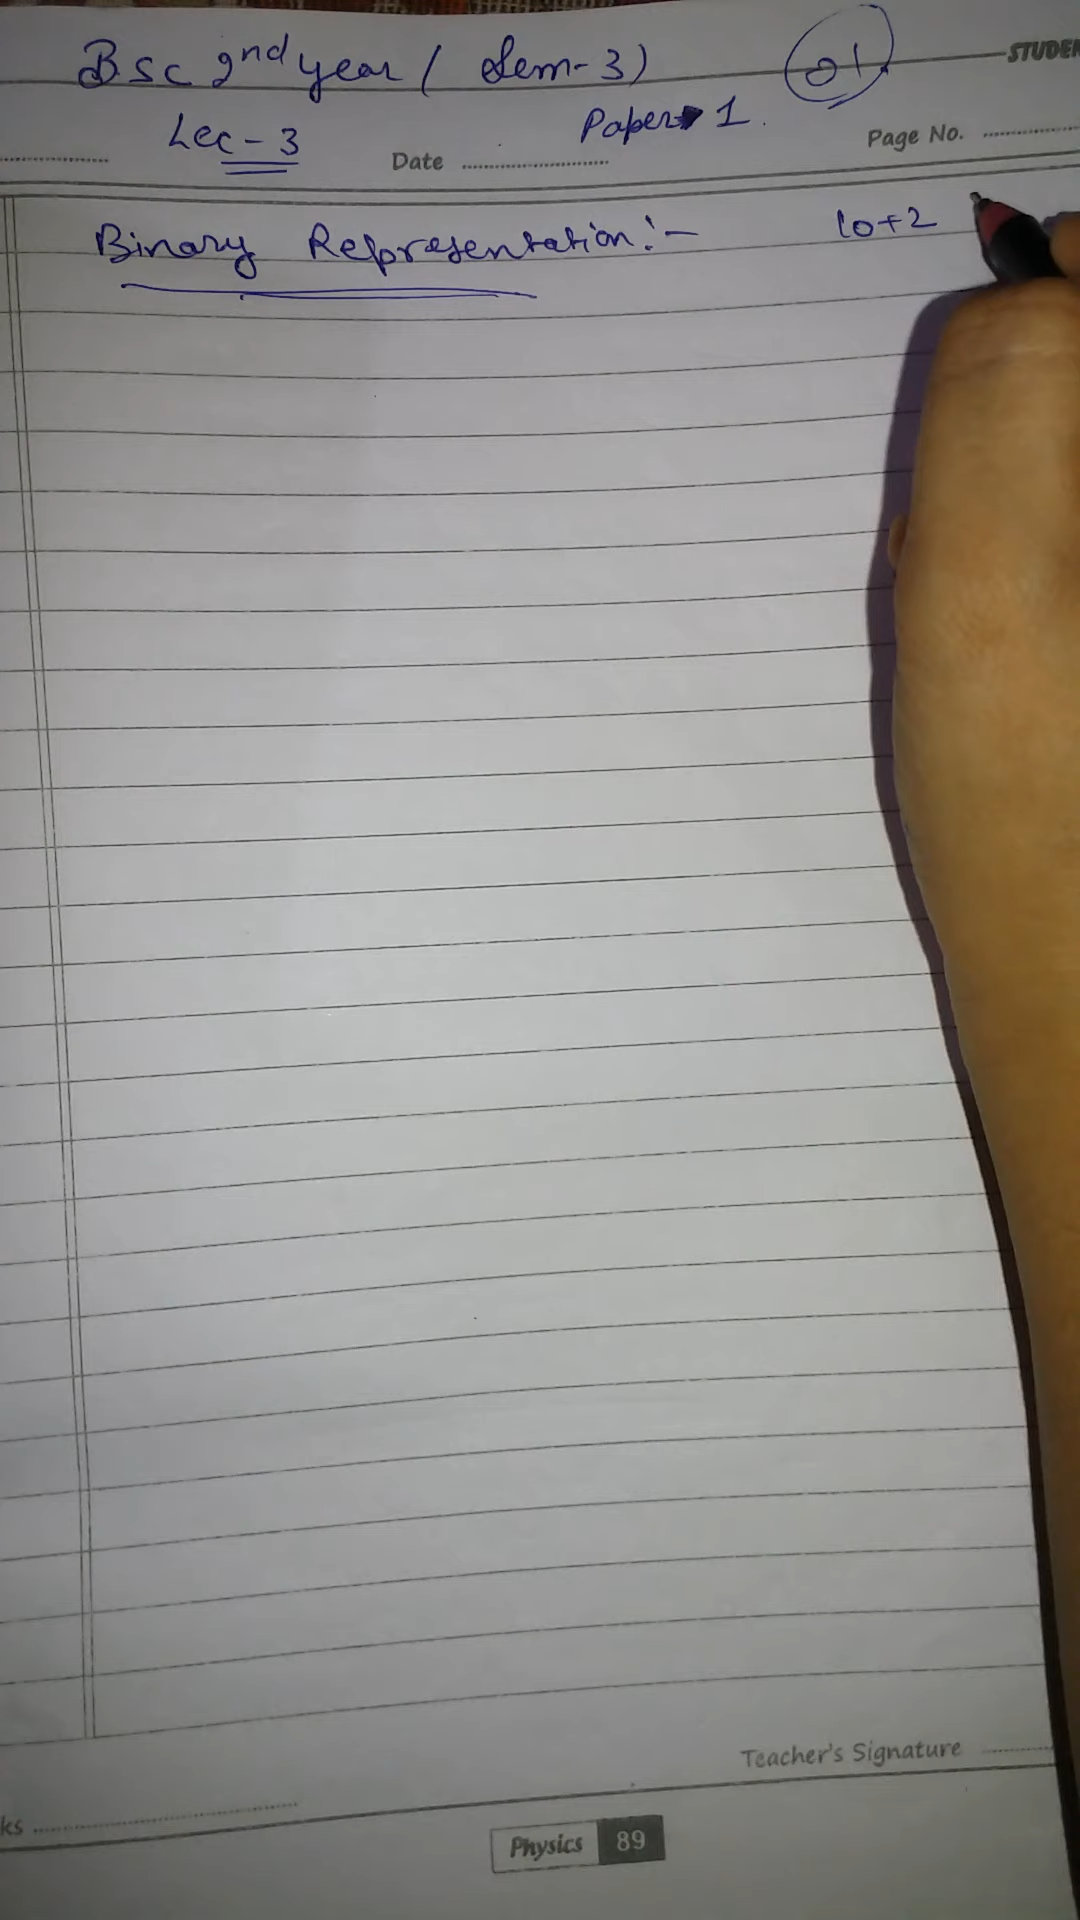 Bsc 2nd year ( Sem-3) 01
STUDEN
Lec-3 Paper 1.
Date Page No.
Binary Representation:- 10+2
Teacher's Signature
ks
Physics 89